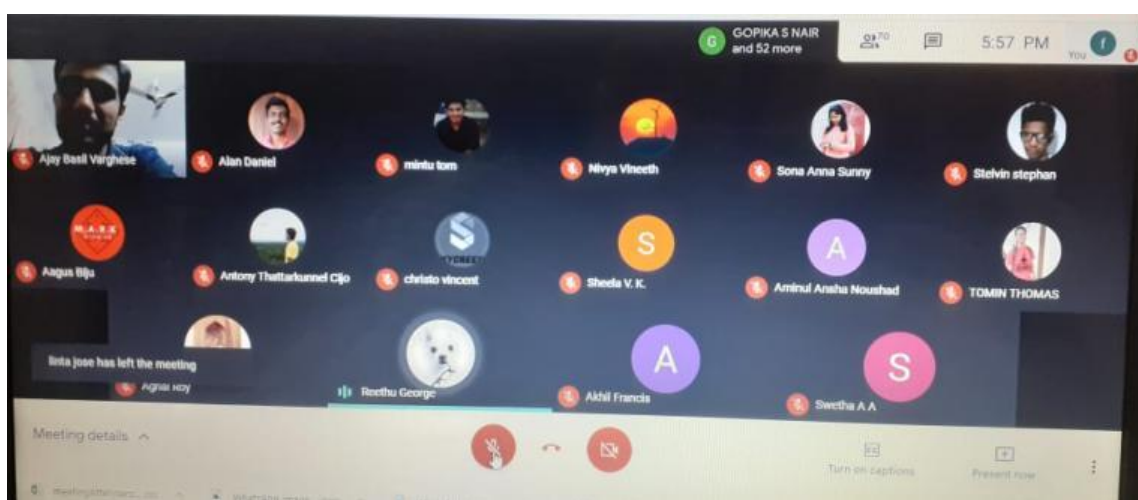 G GOPIKA S NAIR
and 52 more
70
5:57 PM
You
f
Ajay Basil Varghese
Alan Daniel
mintu tom
Nivya Vineeth
Sona Anna Sunny
Stelvin stephan
M.A.R.K
S
A
Aagus Biju
Antony Thattarkunnel Cijo
christo vincent
Sheela V. K.
Aminul Ansha Noushad
TOMIN THOMAS
linta jose has left the meeting
A
S
Reethu George
Akhil Francis
Swetha A A
Meeting details
Turn on captions
Present now